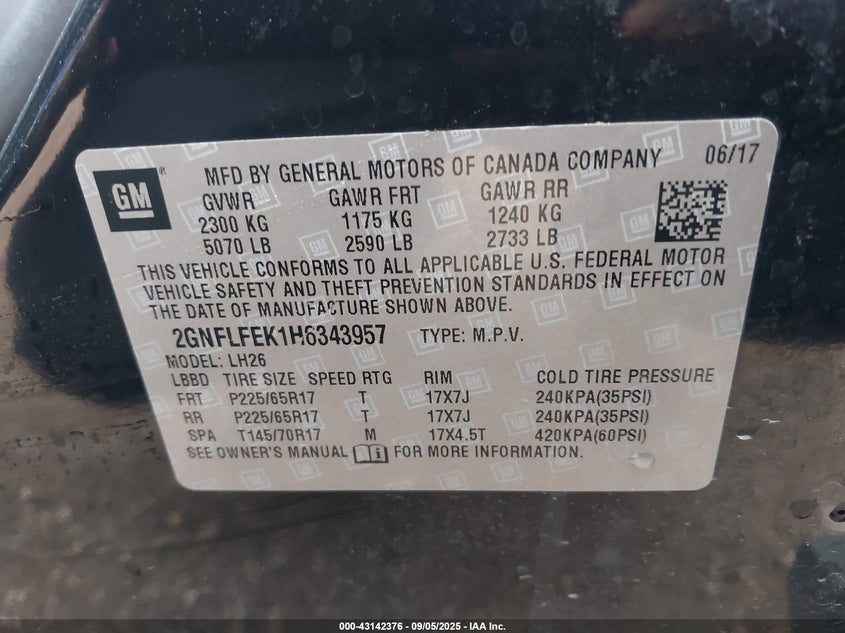 GM
MFD BY GENERAL MOTORS OF CANADA COMPANY 06/17
GVWR GAWR FRT GAWR RR
2300 KG 1175 KG 1240 KG
5070 LB 2590 LB 2733 LB
THIS VEHICLE CONFORMS TO ALL APPLICABLE U.S. FEDERAL MOTOR
VEHICLE SAFETY AND THEFT PREVENTION STANDARDS IN EFFECT ON
THE DATE OF MANUFACTURE SHOWN ABOVE.
2GNFLFEK1H6343957 TYPE: M.P.V.
MODEL: LH26
LBBD TIRE SIZE SPEED RTG RIM COLD TIRE PRESSURE
FRT P225/65R17 T 17X7J 240KPA(35PSI)
RR P225/65R17 T 17X7J 240KPA(35PSI)
SPA T145/70R17 M 17X4.5T 420KPA(60PSI)
SEE OWNER'S MANUAL FOR MORE INFORMATION.
000-43142376 - 09/05/2025 - IAA Inc.